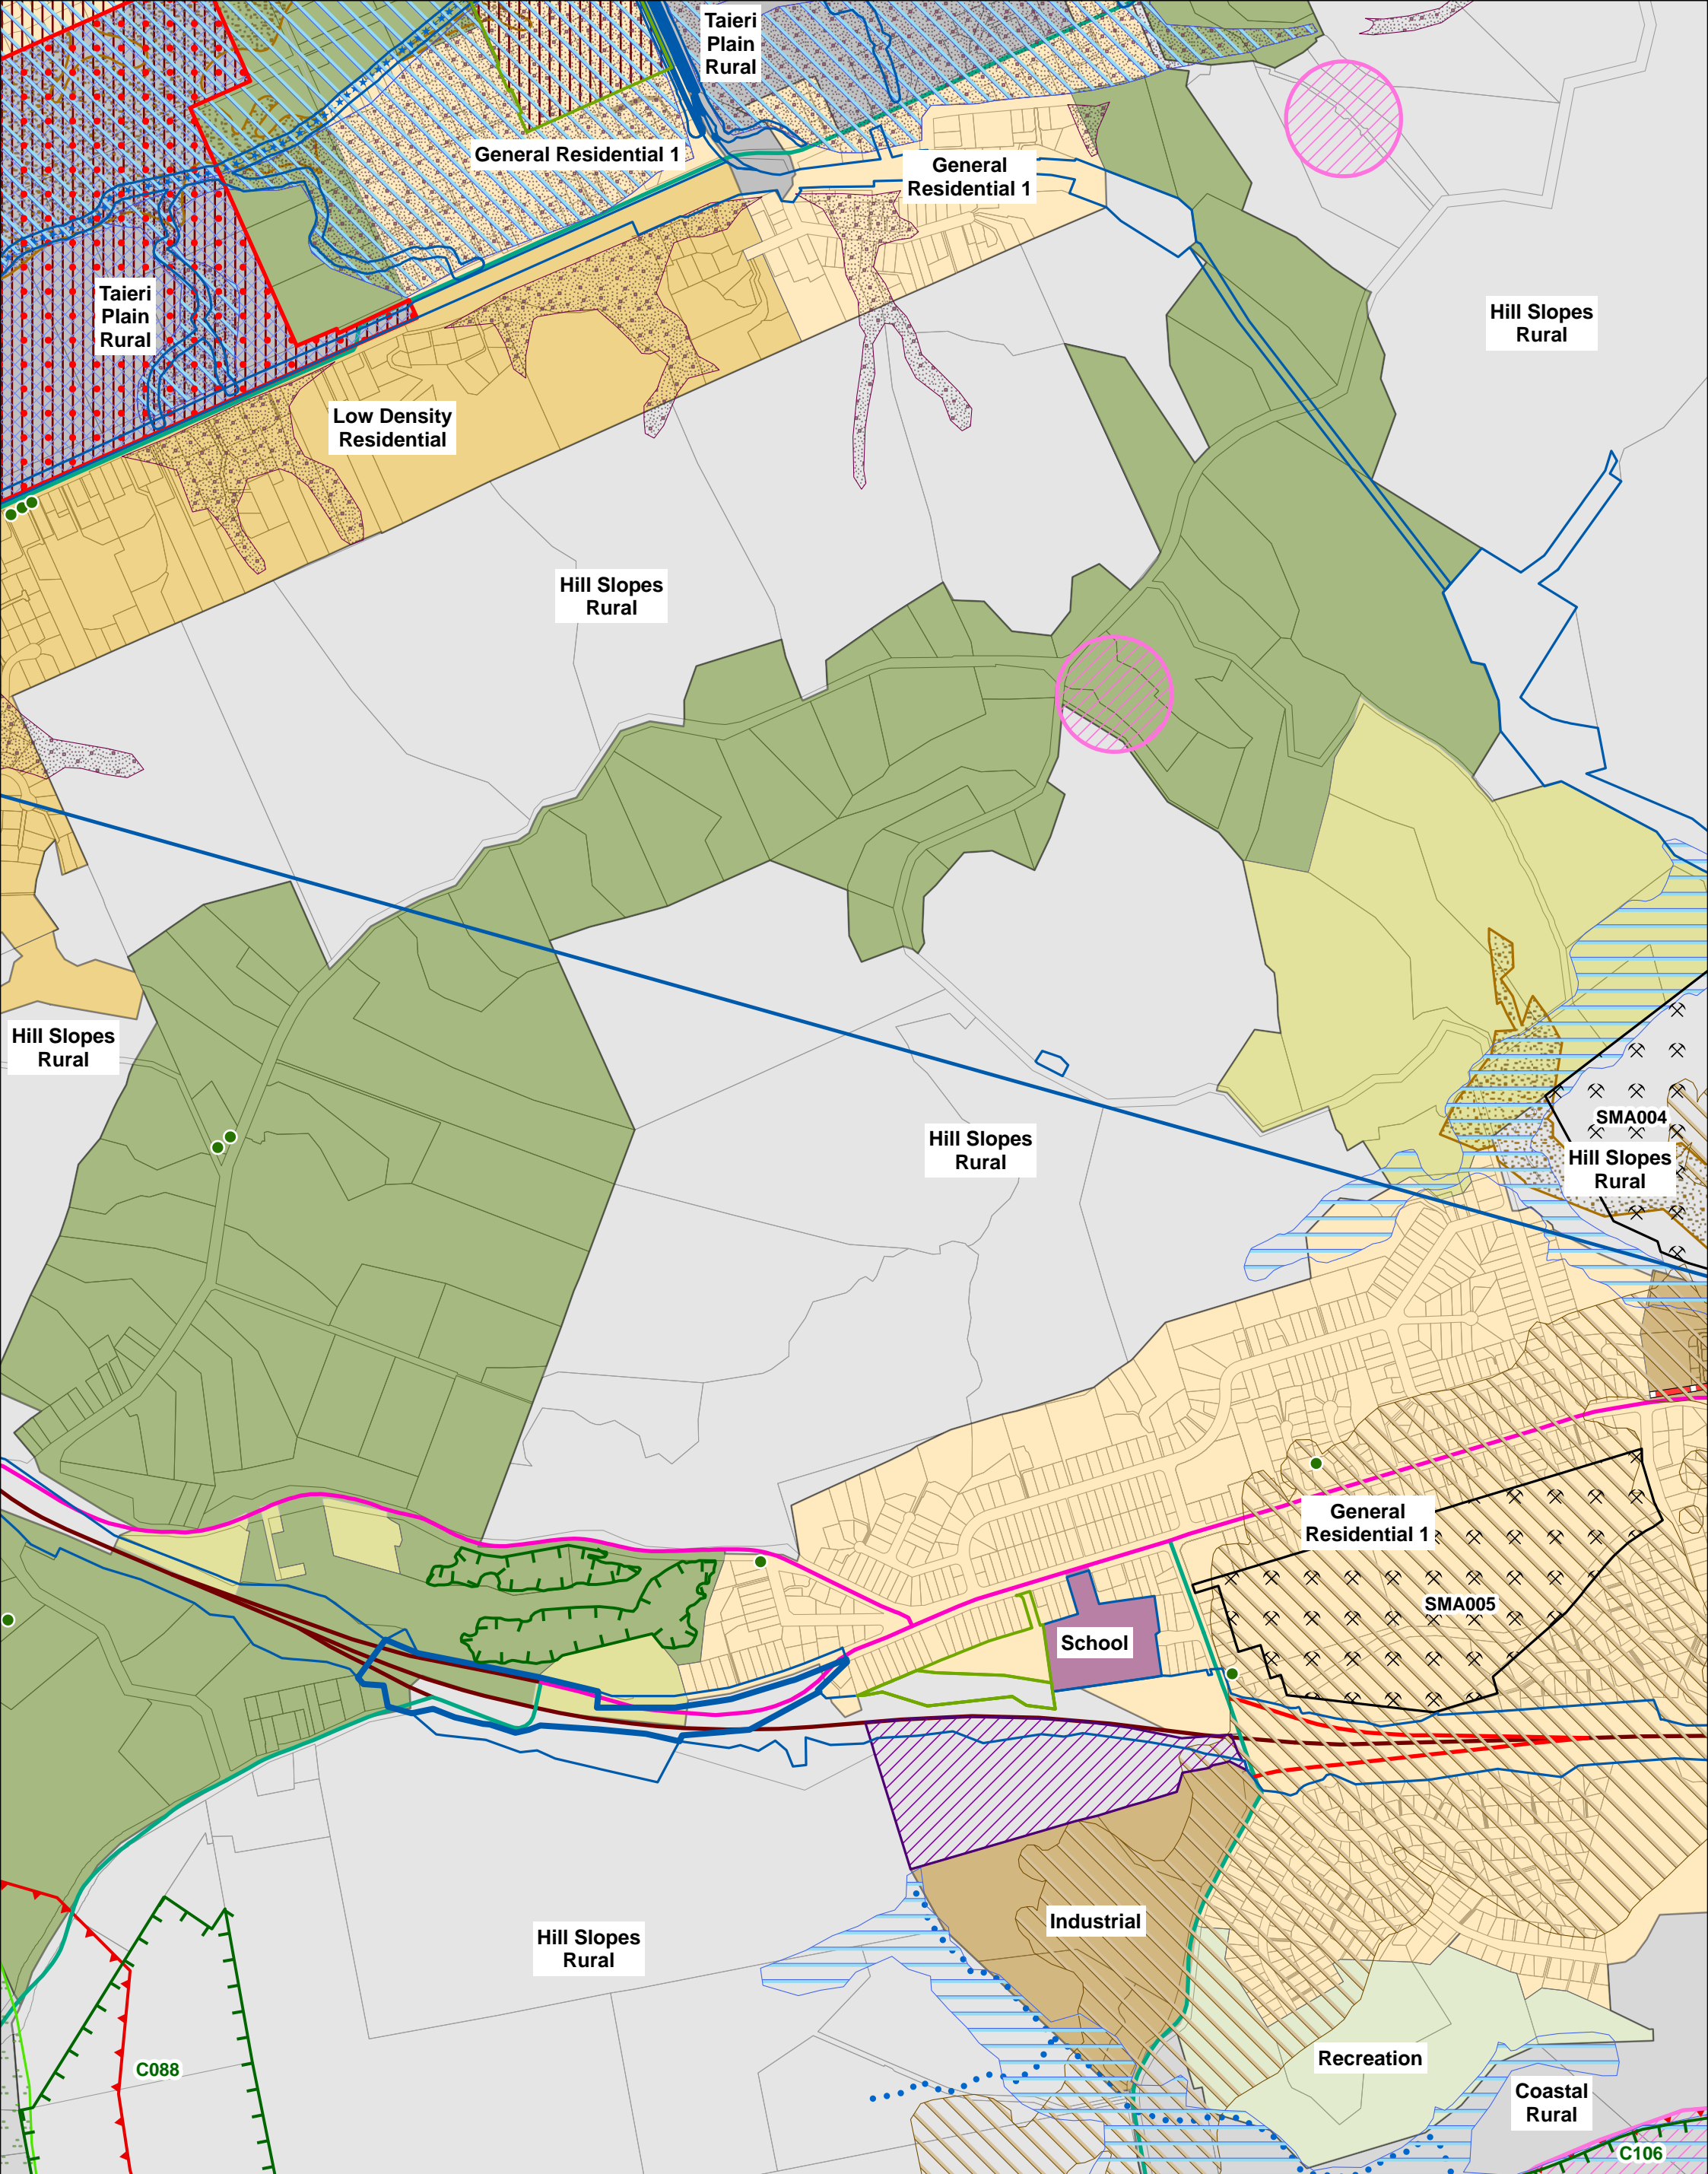 Taieri
Plain
Rural
General Residential 1
General
Residential 1
Taieri
Plain
Rural
Hill Slopes
Rural
Low Density
Residential
Hill Slopes
Rural
Hill Slopes
Rural
SMA004
Hill Slopes
Rural
Hill Slopes
Rural
General
Residential 1
SMA005
School
Industrial
Hill Slopes
Rural
Recreation
C088
Coastal
Rural
C106